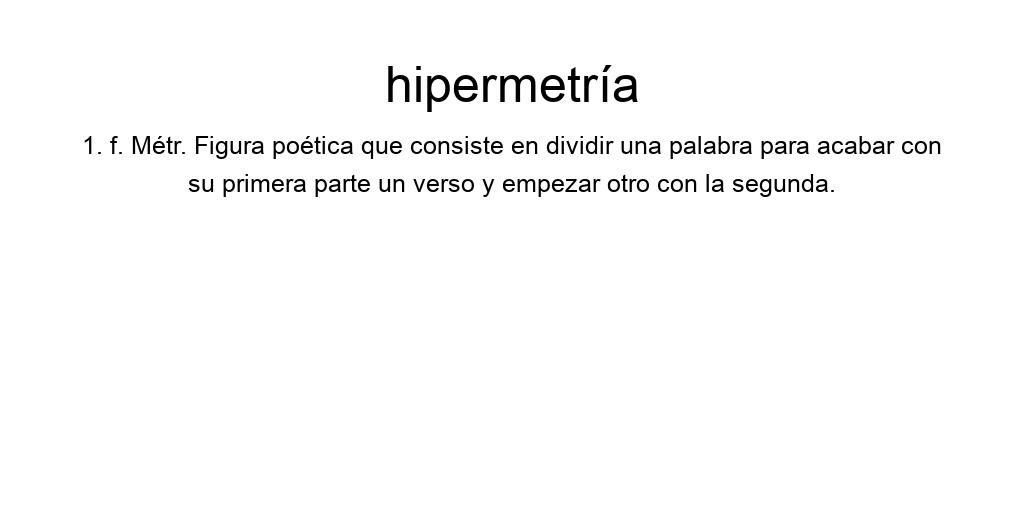 hipermetría
1. f. Métr. Figura poética que consiste en dividir una palabra para acabar con
su primera parte un verso y empezar otro con la segunda.